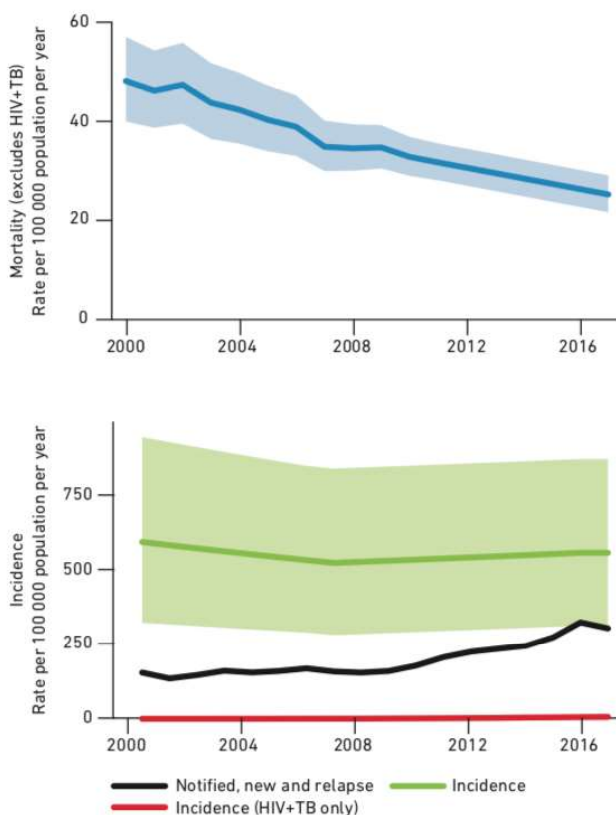 Mortality (excludes HIV+TB)
Rate per 100 000 population per year
60
40
20
0
2000
2004
2008
2012
2016
Incidence
Rate per 100 000 population per year
750
500
250
0
2000
2004
2008
2012
2016
Notified, new and relapse
Incidence
Incidence (HIV+TB only)